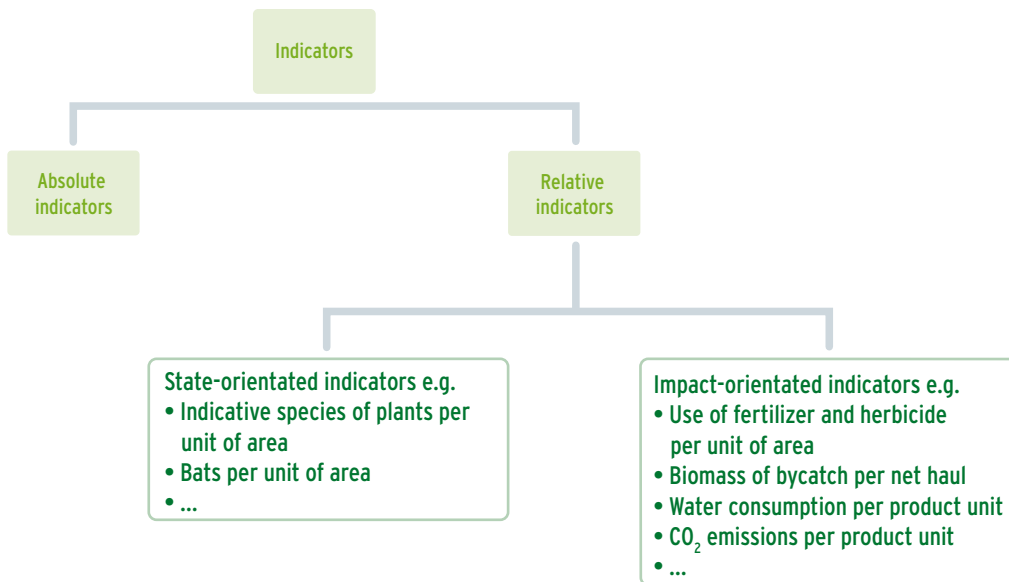 Indicators
Absolute
indicators
Relative
indicators
State-orientated indicators e.g.
• Indicative species of plants per
unit of area
• Bats per unit of area
• ...
Impact-orientated indicators e.g.
• Use of fertilizer and herbicide
per unit of area
• Biomass of bycatch per net haul
• Water consumption per product unit
• CO₂ emissions per product unit
• ...